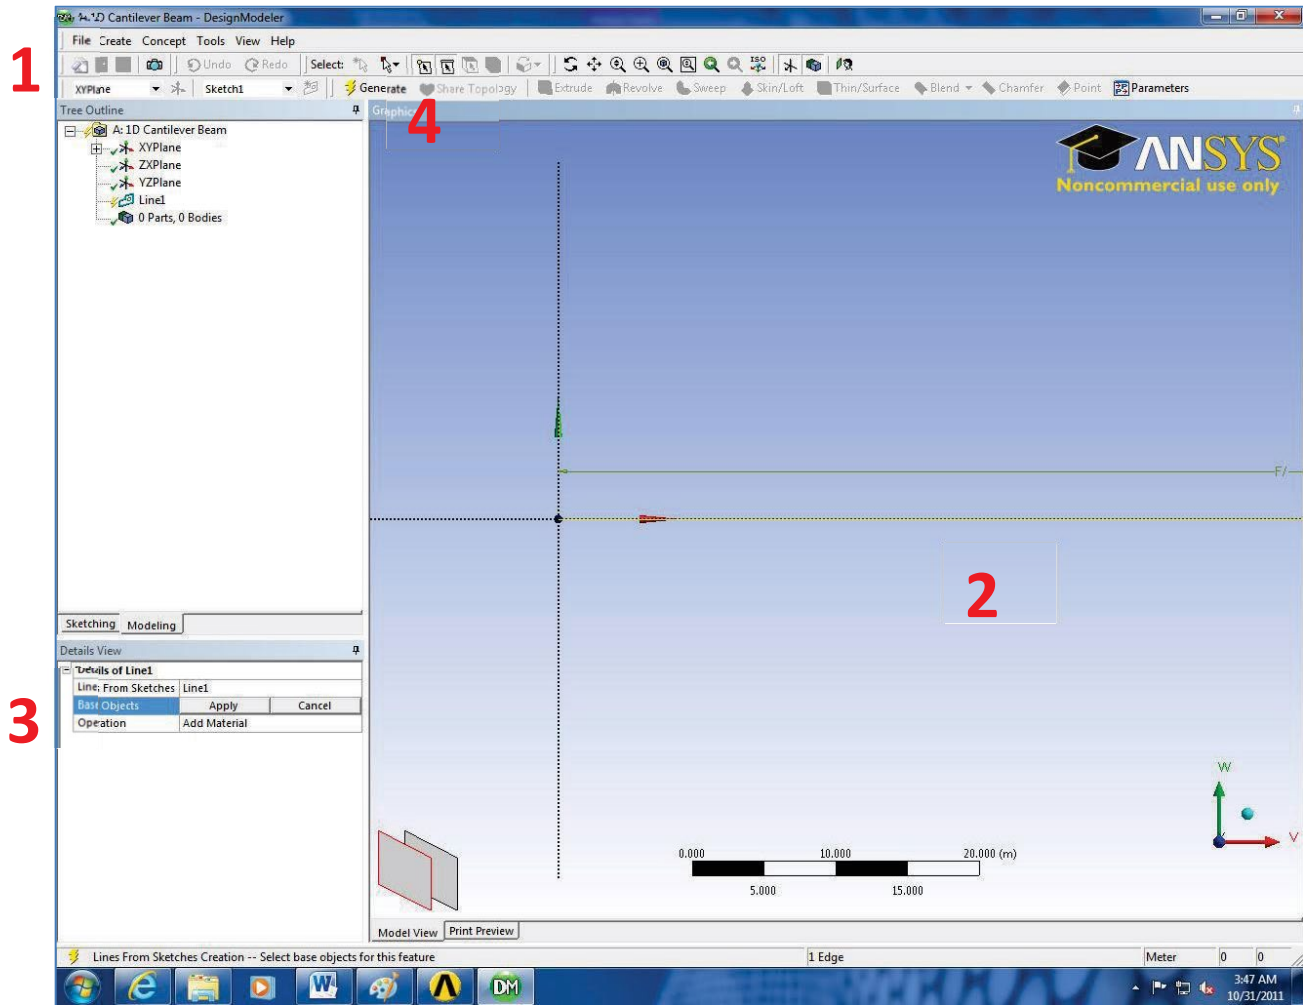 A: 1D Cantilever Beam - DesignModeler
File Create Concept Tools View Help
1
Undo Redo Select:
XYPlane Sketch1 Generate Share Topology Extrude Revolve Sweep Skin/Loft Thin/Surface Blend Chamfer Point Parameters
Tree Outline
Graphics
4
A: 1D Cantilever Beam
XYPlane
ZXPlane
YZPlane
Line1
0 Parts, 0 Bodies
ANSYS
Noncommercial use only
F/
2
Sketching Modeling
Details View
Details of Line1
Lines From Sketches Line1
Base Objects Apply Cancel
Operation Add Material
3
W
V
0.000 10.000 20.000 (m)
5.000 15.000
Model View Print Preview
Lines From Sketches Creation -- Select base objects for this feature 1 Edge Meter 0 0
W DM
3:47 AM
10/31/2011